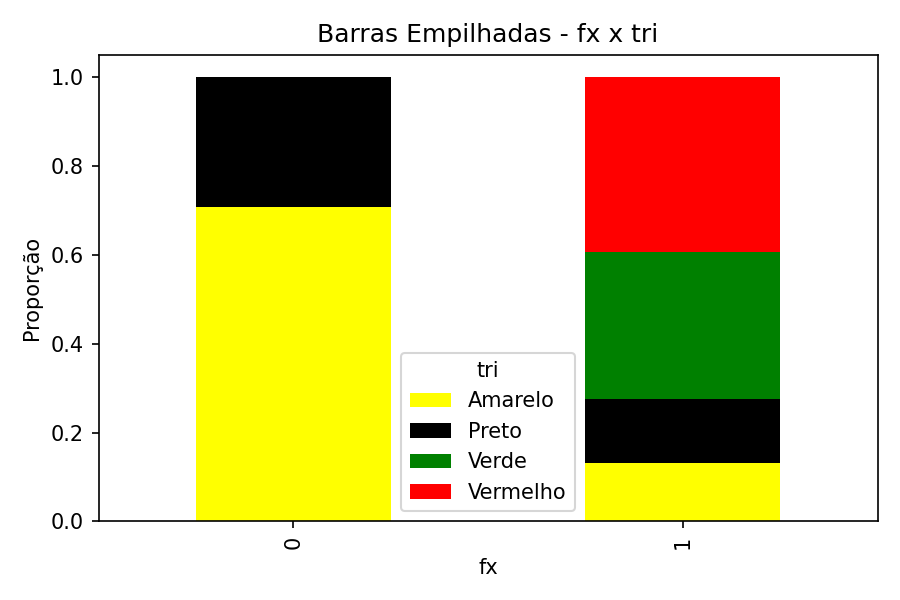 Barras Empilhadas - fx x tri
Proporção
1.0
0.8
0.6
0.4
0.2
0.0
tri
Amarelo
Preto
Verde
Vermelho
0
1
fx